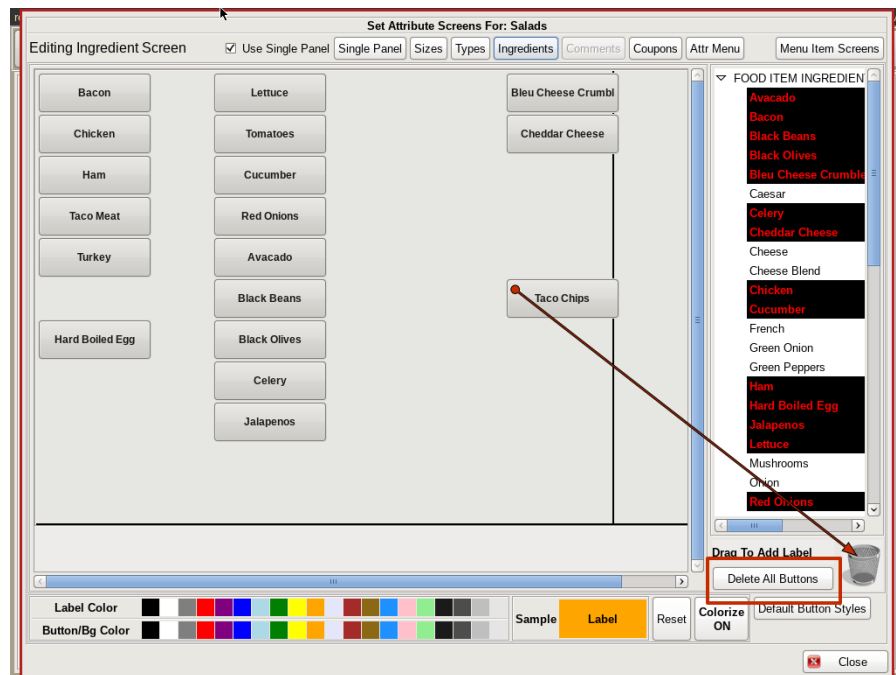 Set Attribute Screens For: Salads
Editing Ingredient Screen
Use Single Panel
Single Panel
Sizes
Types
Ingredients
Comments
Coupons
Attr Menu
Menu Item Screens
Bacon
Lettuce
Bleu Cheese Crumbl
Chicken
Tomatoes
Cheddar Cheese
Ham
Cucumber
Taco Meat
Red Onions
Turkey
Avacado
Black Beans
Taco Chips
Hard Boiled Egg
Black Olives
Celery
Jalapenos
FOOD ITEM INGREDIEN
Avacado
Bacon
Black Beans
Black Olives
Bleu Cheese Crumble
Caesar
Celery
Cheddar Cheese
Cheese
Cheese Blend
Chicken
Cucumber
French
Green Onion
Green Peppers
Ham
Hard Boiled Egg
Jalapenos
Lettuce
Mushrooms
Onion
Red Onions
Drag To Add Label
Delete All Buttons
Label Color
Button/Bg Color
Sample
Label
Reset
Colorize
ON
Default Button Styles
Close